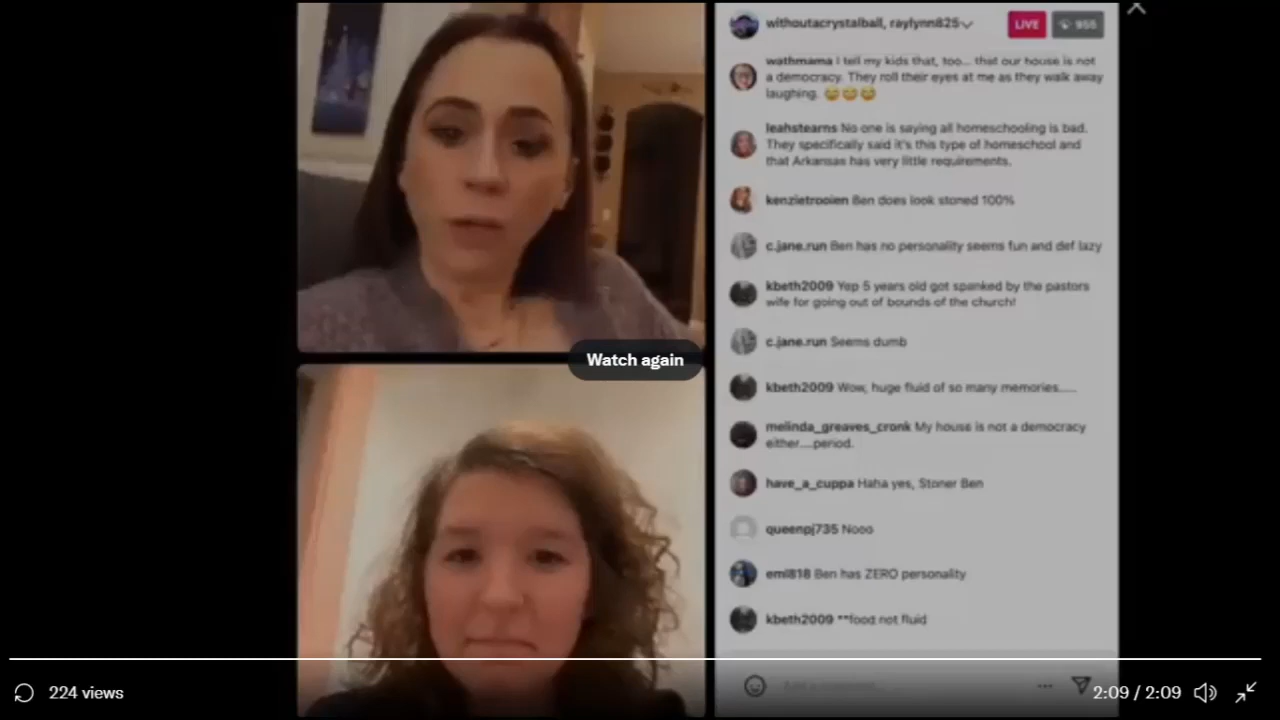 withoutacrystalball, raylynn825
LIVE
955
wathmama I tell my kids that, too... that our house is not
a democracy. They roll their eyes at me as they walk away
laughing. 😅😅😅
leahstearns No one is saying all homeschooling is bad.
They specifically said it's this type of homeschool and
that Arkansas has very little requirements.
kenzietrooien Ben does look stoned 100%
c.jane.run Ben has no personality seems fun and def lazy
kbeth2009 Yep 5 years old got spanked by the pastors
wife for going out of bounds of the church!
c.jane.run Seems dumb
Watch again
kbeth2009 Wow, huge fluid of so many memories.....
melinda_greaves_cronk My house is not a democracy
either....period.
have_a_cuppa Haha yes, Stoner Ben
queenpj735 Nooo
eml818 Ben has ZERO personality
kbeth2009 **food not fluid
Add a comment...
224 views
2:09 / 2:09